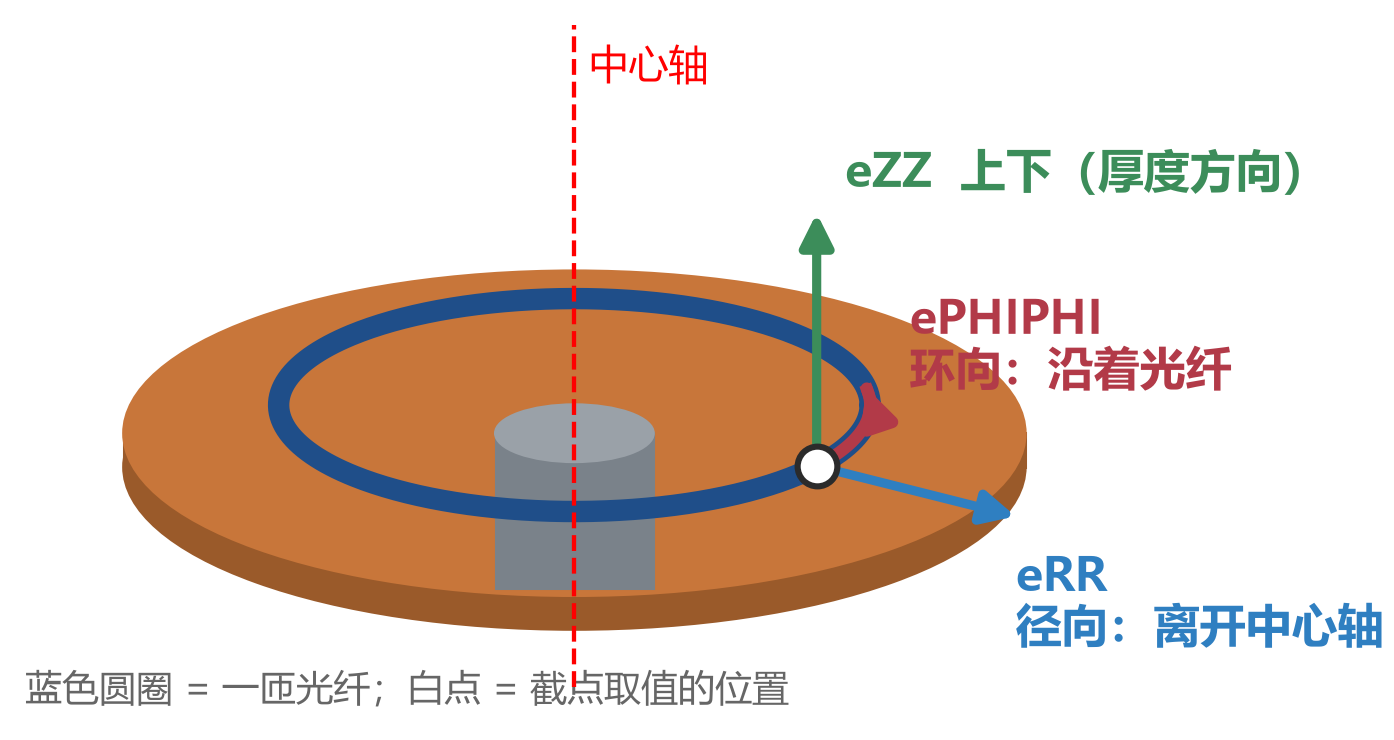 中心轴
eZZ 上下（厚度方向）
ePHIPHI
环向：沿着光纤
eRR
径向：离开中心轴
蓝色圆圈 = 一匝光纤；白点 = 截点取值的位置